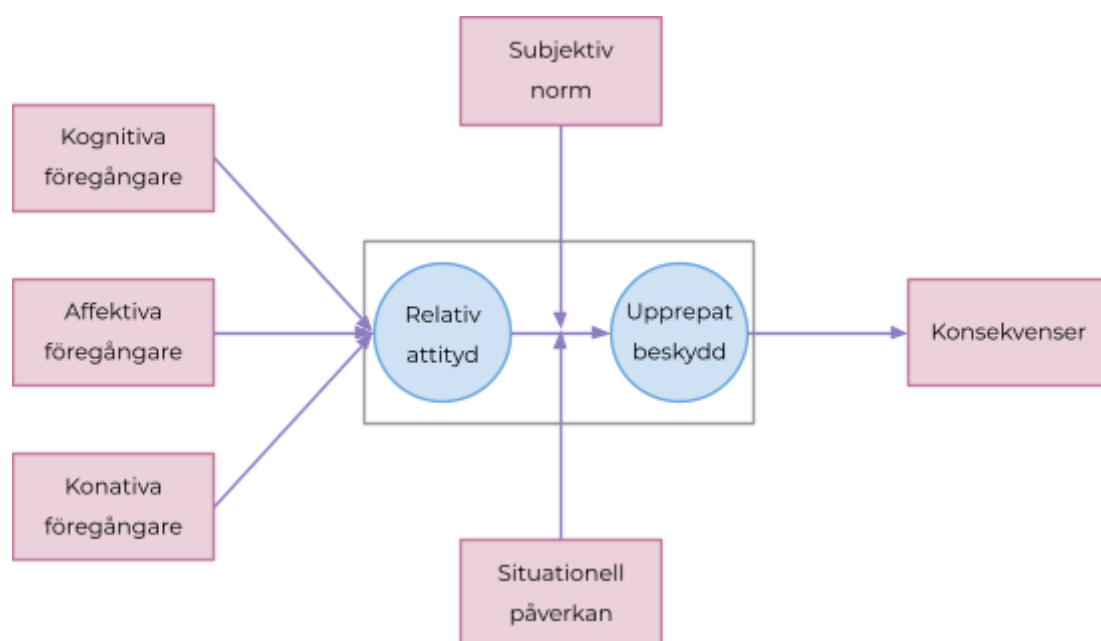 Subjektiv
norm
Kognitiva
föregångare
Affektiva
föregångare
Relativ
attityd
Upprepat
beskydd
Konsekvenser
Konativa
föregångare
Situationell
påverkan